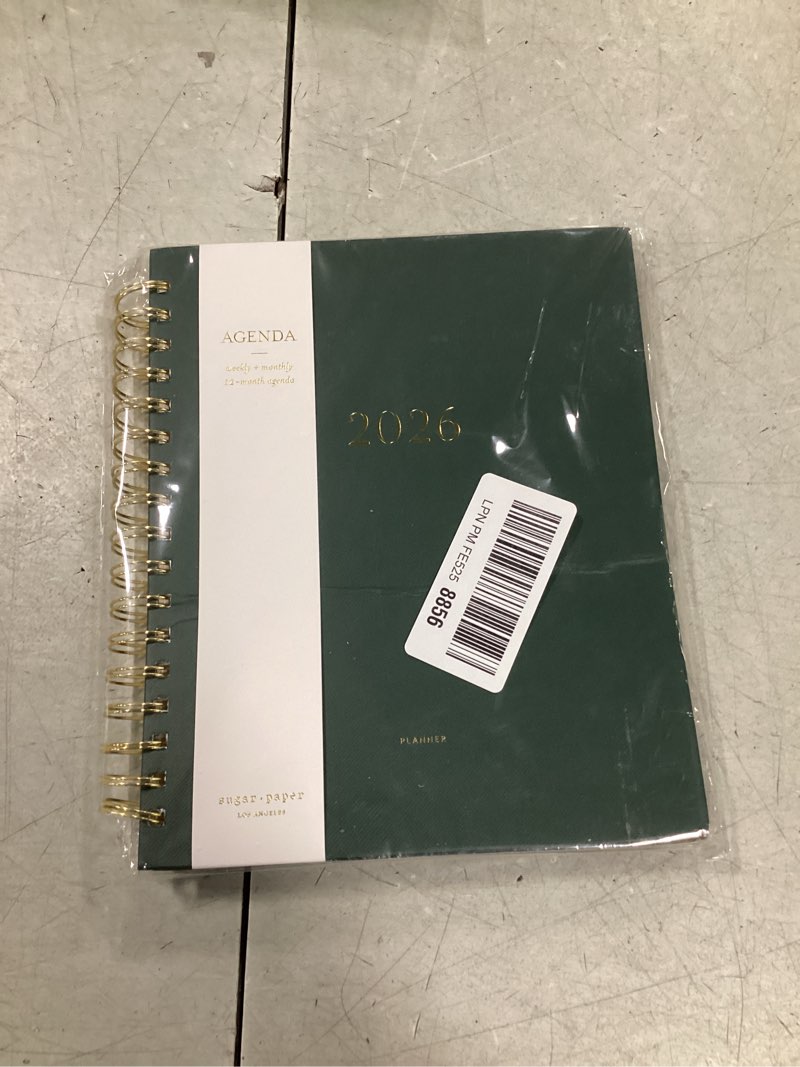 AGENDA
weekly + monthly
12-month agenda
2026
LPN PM FE525 8856
PLANNER
sugar·paper
LOS ANGELES